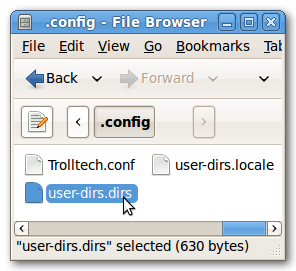 .config - File Browser
File Edit View Go Bookmarks Tab
Back Forward
.config
Trolltech.conf user-dirs.locale
user-dirs.dirs
"user-dirs.dirs" selected (630 bytes)